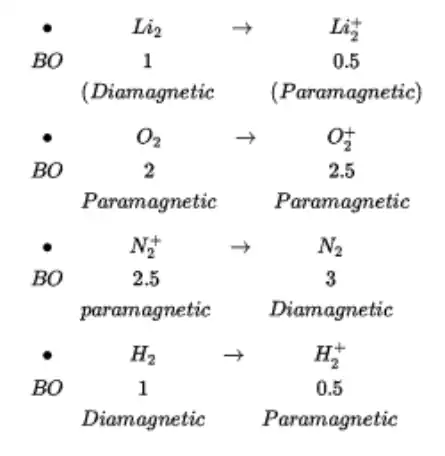 • Li₂ → Li₂⁺
BO 1 0.5
(Diamagnetic (Paramagnetic)
• O₂ → O₂⁺
BO 2 2.5
Paramagnetic Paramagnetic
• N₂⁺ → N₂
BO 2.5 3
paramagnetic Diamagnetic
• H₂ → H₂⁺
BO 1 0.5
Diamagnetic Paramagnetic